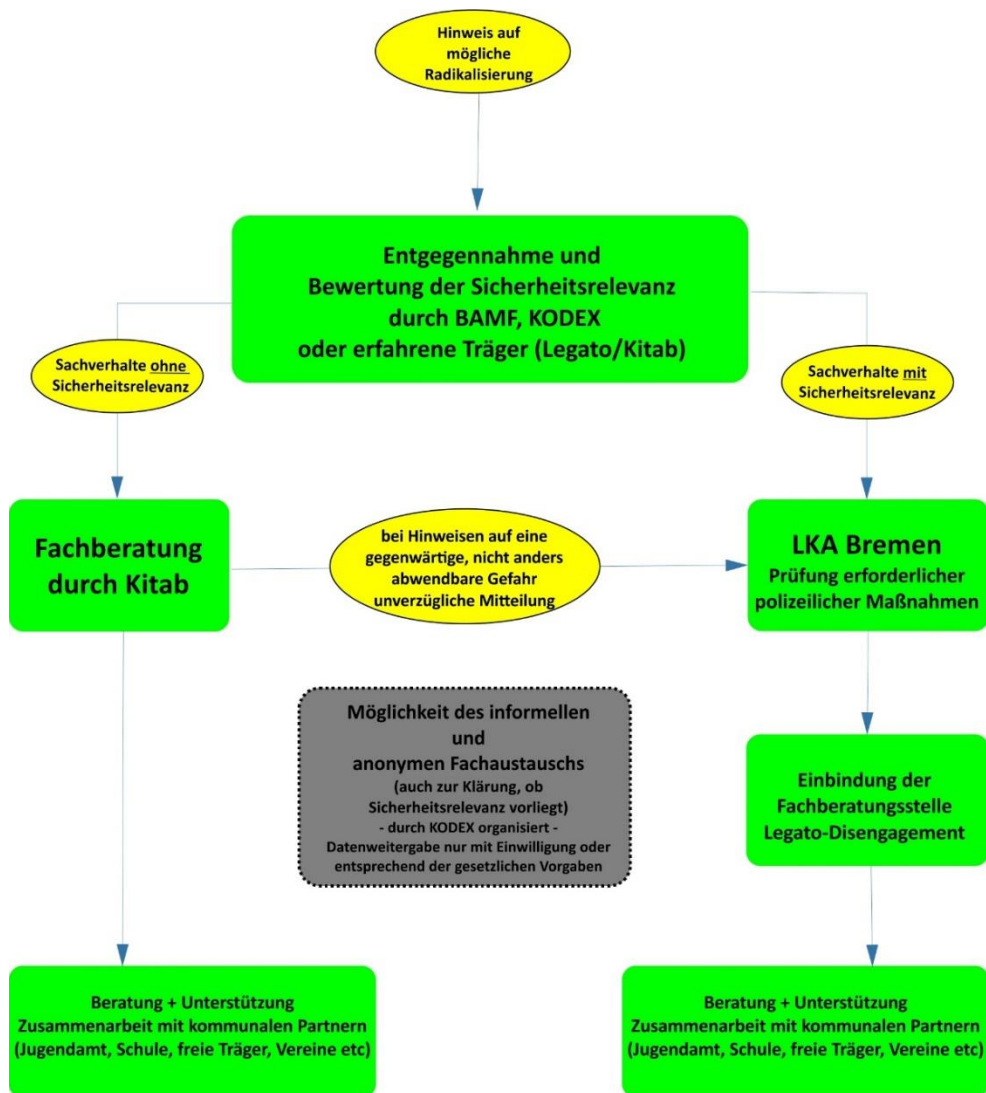 Hinweis auf
mögliche
Radikalisierung
Entgegennahme und
Bewertung der Sicherheitsrelevanz
durch BAMF, KODEX
oder erfahrene Träger (Legato/Kitab)
Sachverhalte ohne
Sicherheitsrelevanz
Sachverhalte mit
Sicherheitsrelevanz
Fachberatung
durch Kitab
bei Hinweisen auf eine
gegenwärtige, nicht anders
abwendbare Gefahr
unverzügliche Mitteilung
LKA Bremen
Prüfung erforderlicher
polizeilicher Maßnahmen
Möglichkeit des informellen
und
anonymen Fachaustauschs
(auch zur Klärung, ob
Sicherheitsrelevanz vorliegt)
- durch KODEX organisiert -
Datenweitergabe nur mit Einwilligung oder
entsprechend der gesetzlichen Vorgaben
Einbindung der
Fachberatungsstelle
Legato-Disengagement
Beratung + Unterstützung
Zusammenarbeit mit kommunalen Partnern
(Jugendamt, Schule, freie Träger, Vereine etc)
Beratung + Unterstützung
Zusammenarbeit mit kommunalen Partnern
(Jugendamt, Schule, freie Träger, Vereine etc)